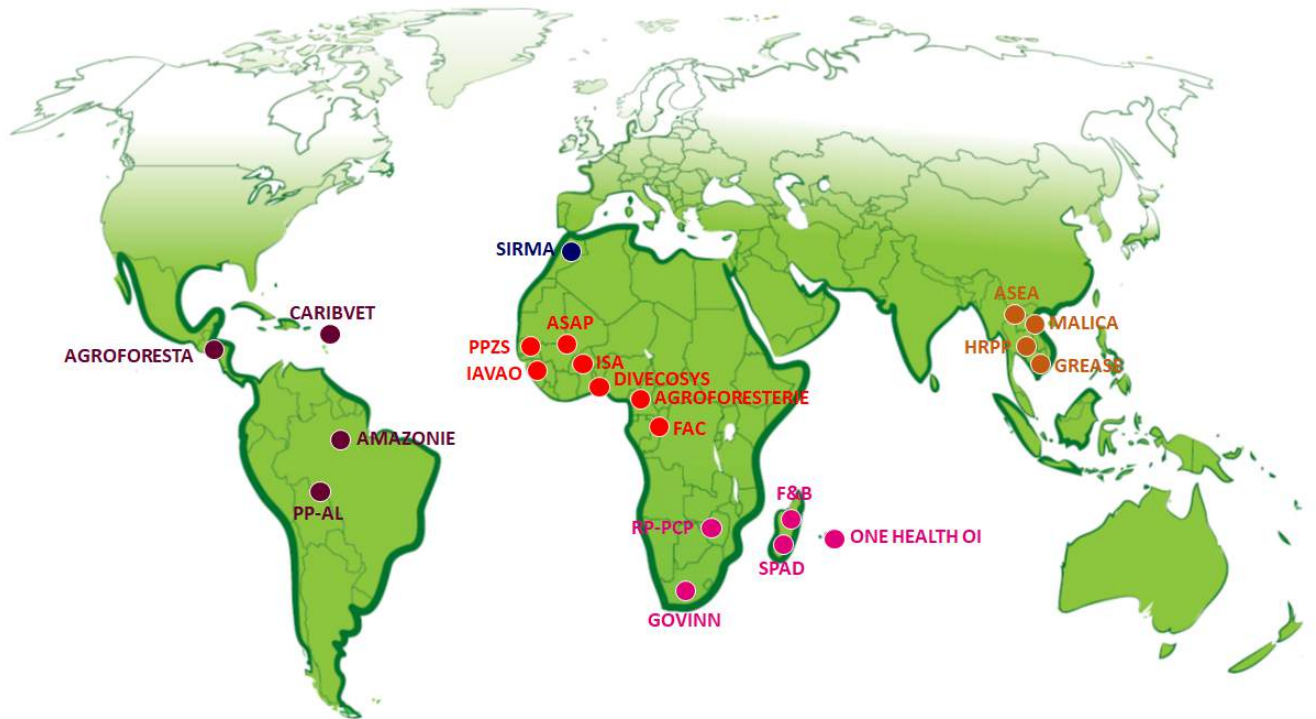 SIRMA
ASEA
CARIBVET
ASAP
MALICA
AGROFORESTA
PPZS
HRPP
ISA
GREASE
IAVAO
DIVECOSYS
AGROFORESTERIE
FAC
AMAZONIE
F&B
PP-AL
RP-PCP
ONE HEALTH OI
SPAD
GOVINN